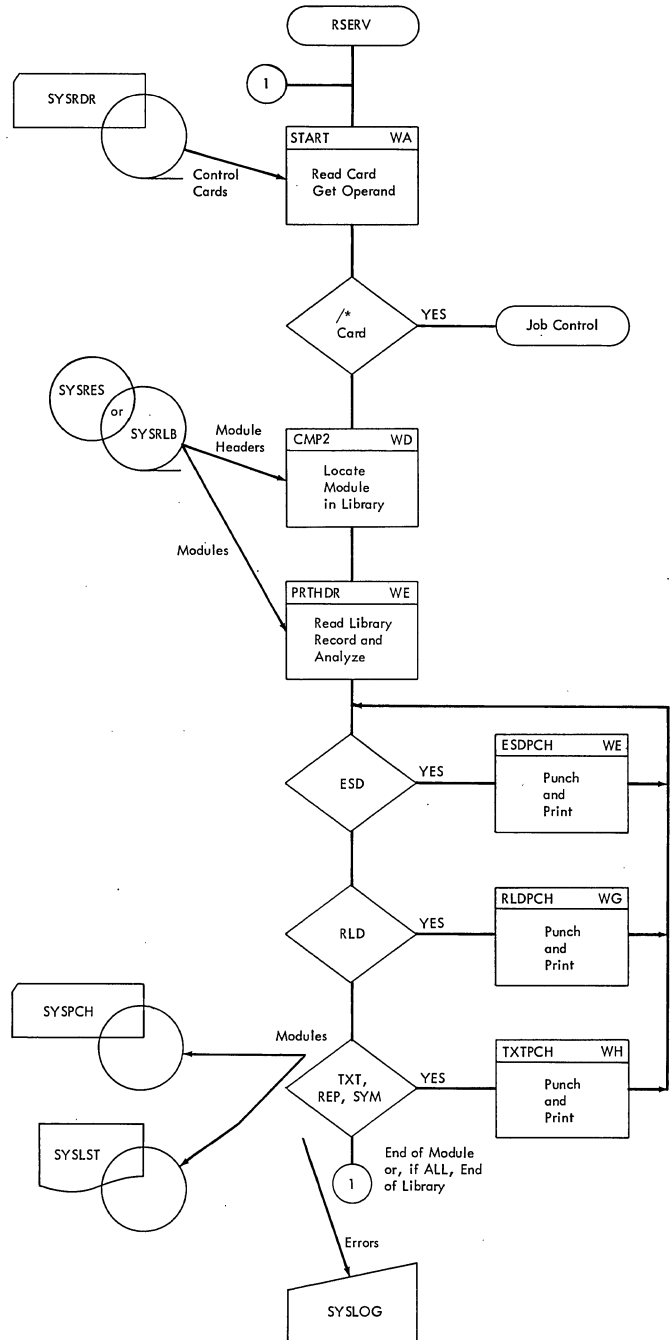 RSERV
1
SYSRDR
START WA
Read Card
Get Operand
Control
Cards
/*
Card
YES
Job Control
SYSRES
or
SYSRLB
Module
Headers
CMP2 WD
Locate
Module
in Library
Modules
PRTHDR WE
Read Library
Record and
Analyze
ESD
YES
ESDPCH WE
Punch
and
Print
RLD
YES
RLDPCH WG
Punch
and
Print
SYSPCH
Modules
TXT,
REP, SYM
YES
TXTPCH WH
Punch
and
Print
SYSLST
End of Module
or, if ALL, End
of Library
1
Errors
SYSLOG